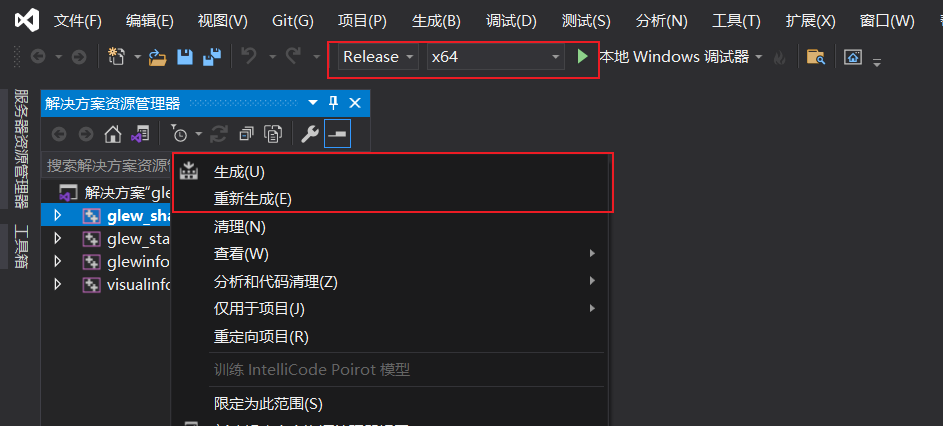 文件(F) 编辑(E) 视图(V) Git(G) 项目(P) 生成(B) 调试(D) 测试(S) 分析(N) 工具(T) 扩展(X) 窗口(W)
Release x64 本地 Windows 调试器
服务器资源管理器
工具箱
解决方案资源管理器
搜索解决方案资源管
解决方案"gle
glew_sha
glew_sta
glewinfo
visualinfo
生成(U)
重新生成(E)
清理(N)
查看(W)
分析和代码清理(Z)
仅用于项目(J)
重定向项目(R)
训练 IntelliCode Poirot 模型
限定为此范围(S)